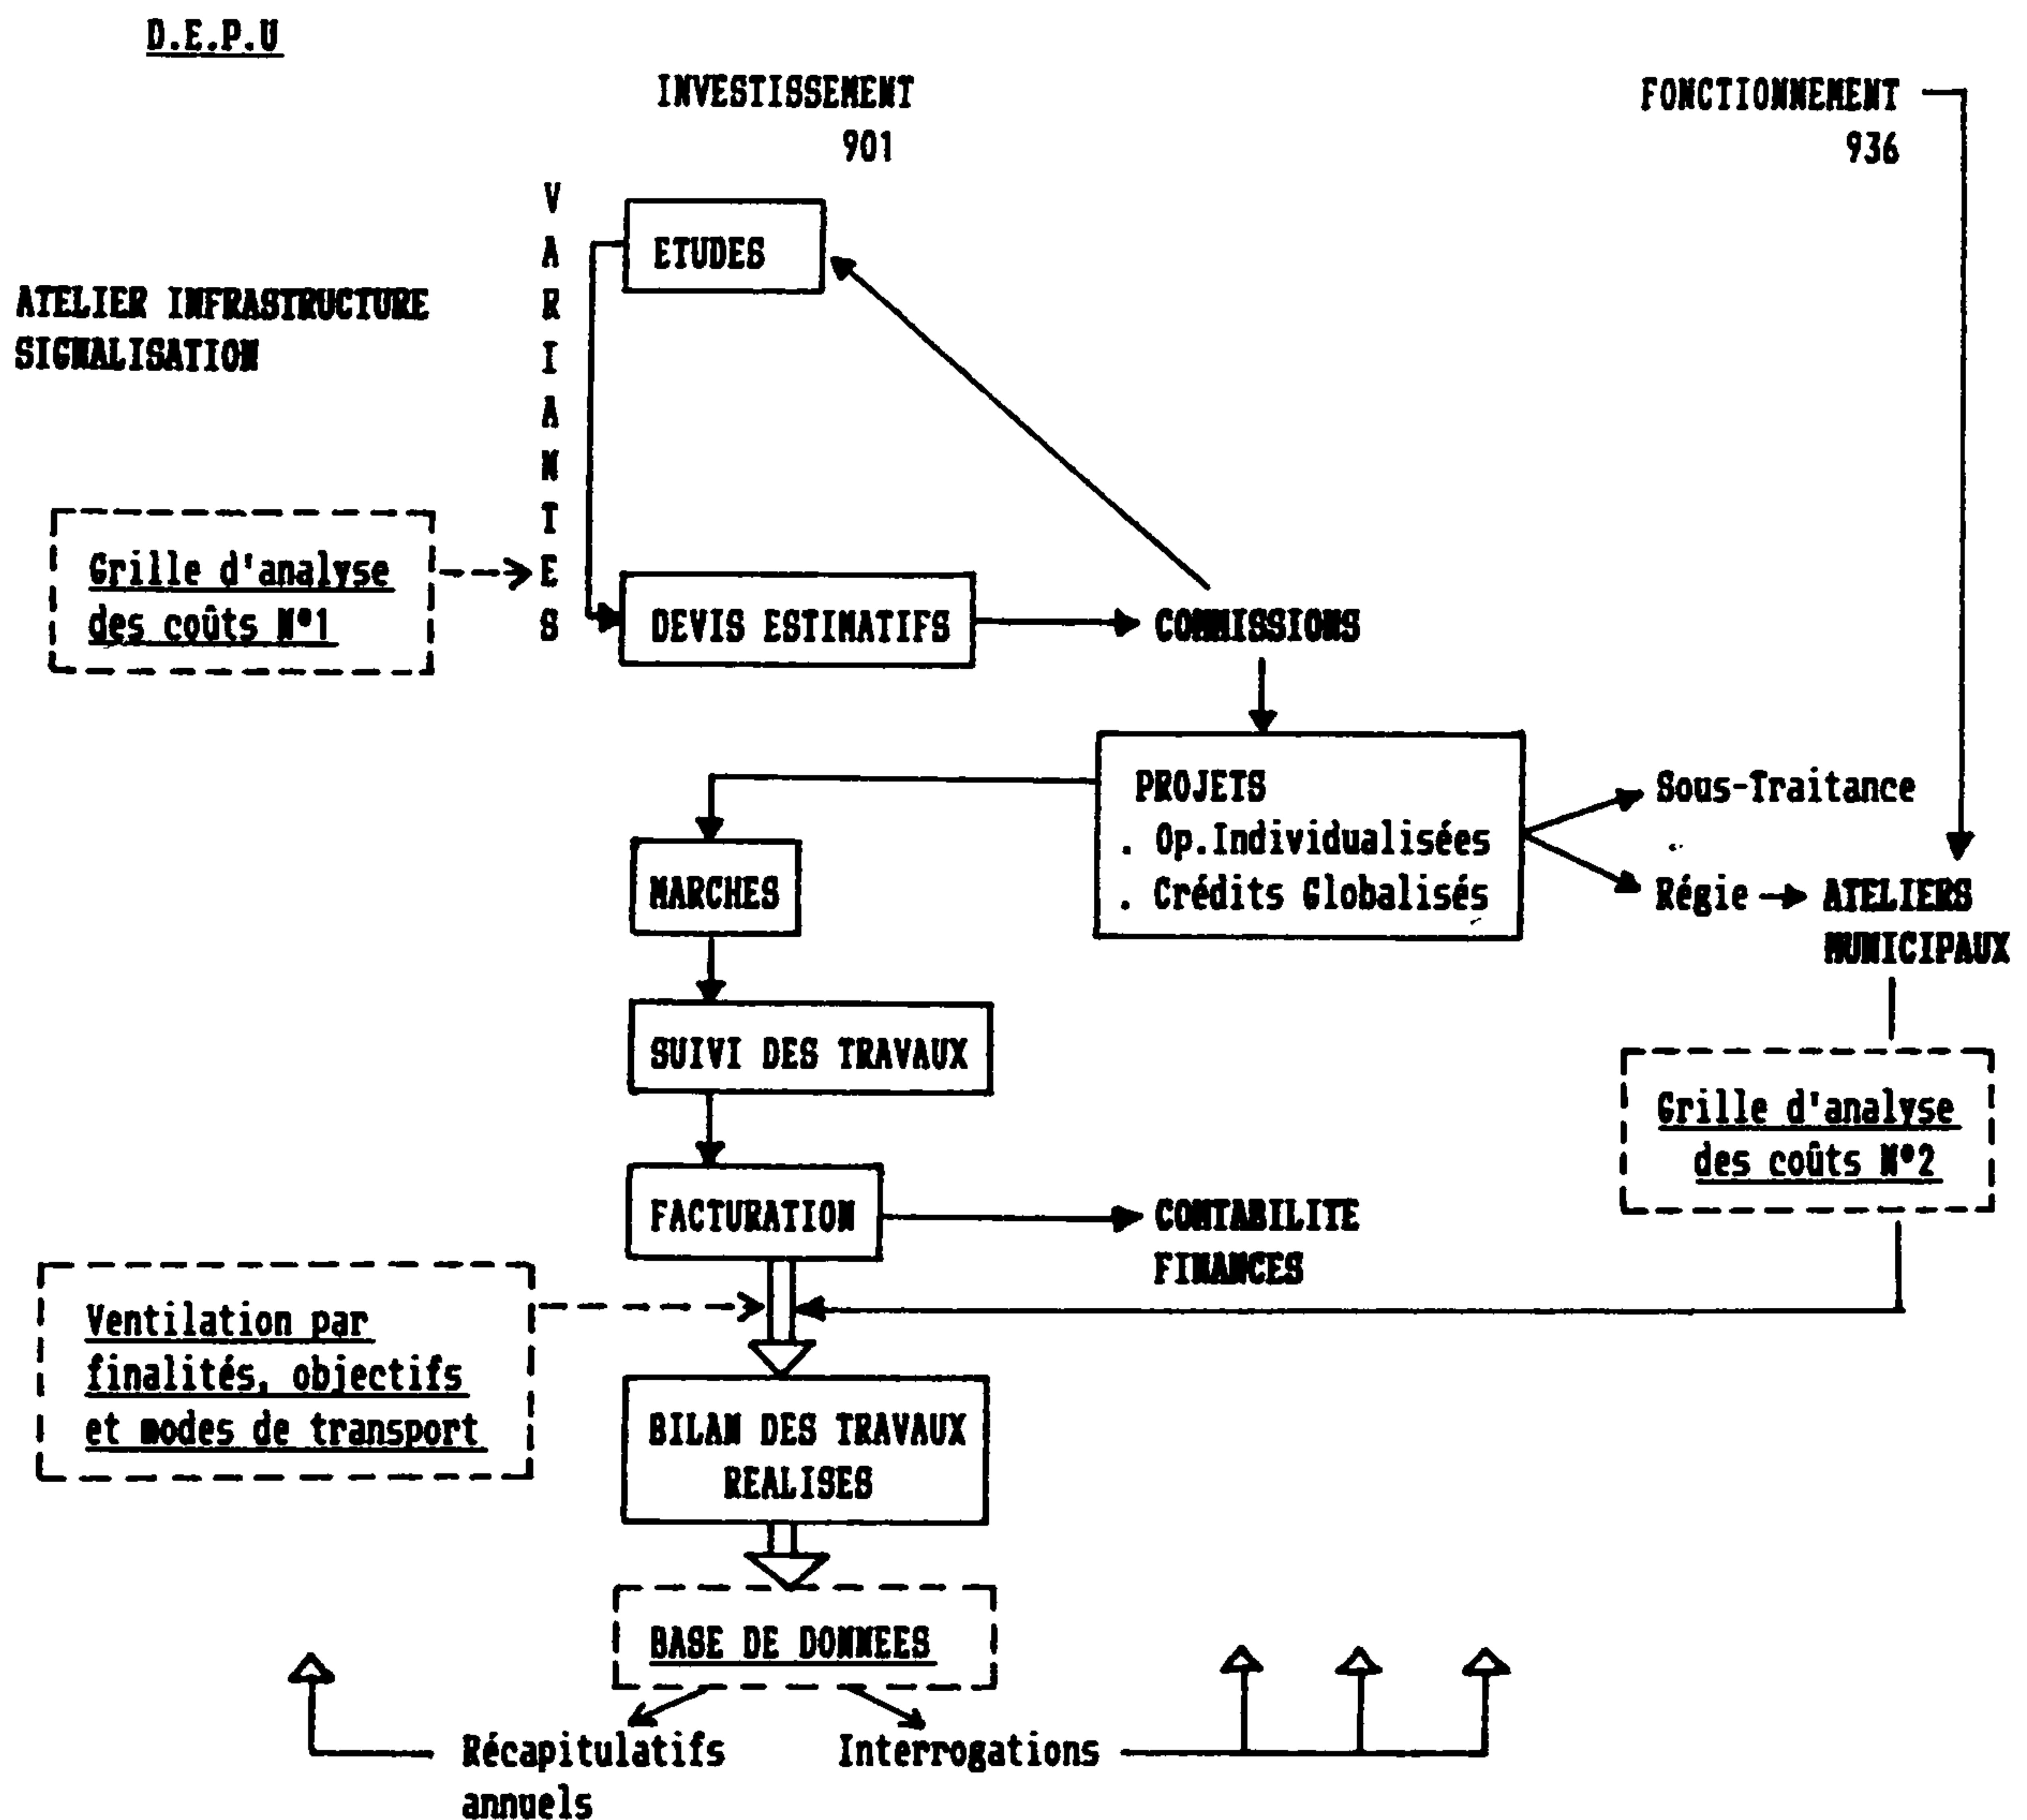 D.E.P.U
INVESTISSEMENT
901
FONCTIONNEMENT
936
VARIANTES
ETUDES
ATELIER INFRASTRUCTURE
SIGNALISATION
Grille d'analyse
des coûts N°1
DEVIS ESTIMATIFS
COMMISSIONS
PROJETS
. Op.Individualisées
. Crédits Globalisés
Sous-Traitance
Régie
ATELIERS
MUNICIPAUX
MARCHES
SUIVI DES TRAVAUX
Grille d'analyse
des coûts N°2
FACTURATION
CONTABILITE
FINANCES
Ventilation par
finalités, objectifs
et modes de transport
BILAN DES TRAVAUX
REALISES
BASE DE DONNEES
Récapitulatifs
annuels
Interrogations